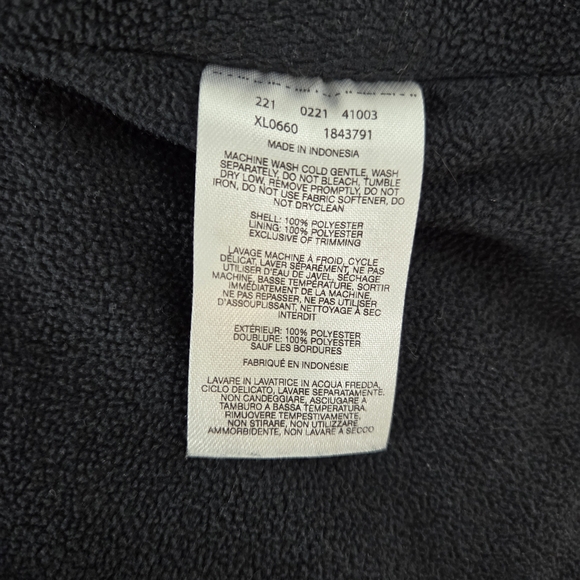 221 0221 41003
XL0660 1843791
MADE IN INDONESIA
MACHINE WASH COLD GENTLE, WASH
SEPARATELY, DO NOT BLEACH, TUMBLE
DRY LOW, REMOVE PROMPTLY, DO NOT
IRON, DO NOT USE FABRIC SOFTENER, DO
NOT DRYCLEAN
SHELL: 100% POLYESTER
LINING: 100% POLYESTER
EXCLUSIVE OF TRIMMING
LAVAGE MACHINE À FROID, CYCLE
DÉLICAT, LAVER SÉPARÉMENT, NE PAS
UTILISER D'EAU DE JAVEL, SÉCHAGE
MACHINE, BASSE TEMPÉRATURE, SORTIR
IMMÉDIATEMENT DE LA MACHINE,
NE PAS REPASSER, NE PAS UTILISER
D'ASSOUPLISSANT, NETTOYAGE À SEC
INTERDIT
EXTÉRIEUR: 100% POLYESTER
DOUBLURE: 100% POLYESTER
SAUF LES BORDURES
FABRIQUÉ EN INDONÉSIE
LAVARE IN LAVATRICE IN ACQUA FREDDA,
CICLO DELICATO, LAVARE SEPARATAMENTE,
NON CANDEGGIARE, ASCIUGARE A
TAMBURO A BASSA TEMPERATURA,
RIMUOVERE TEMPESTIVAMENTE,
NON STIRARE, NON UTILIZZARE
AMMORBIDENTE, NON LAVARE A SECCO